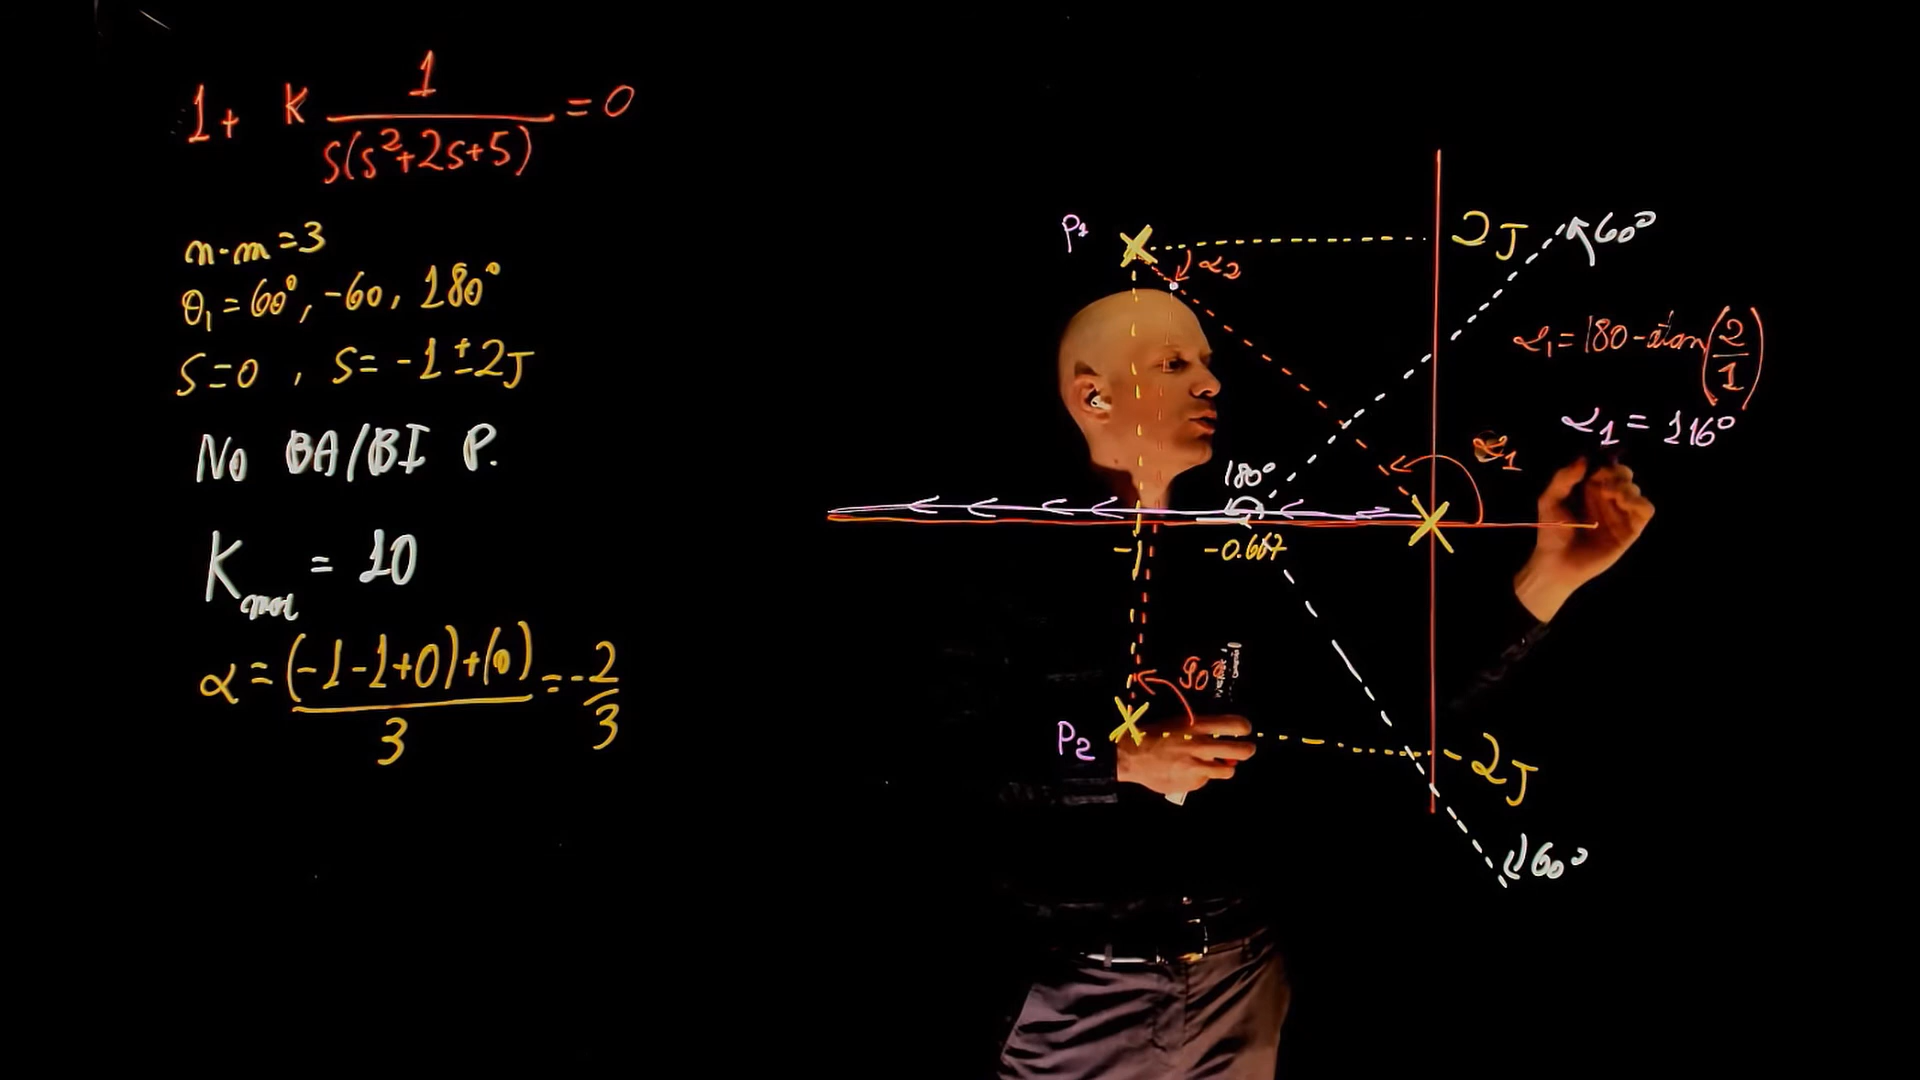 1 + K 1/(s(s²+2s+5)) = 0
n-m = 3
θ₁ = 60°, -60, 180°
s=0 , s= -1 ± 2J
No BA/BI P.
= 10
α = ((-1-1+0)+(0))/3 = -2/3
P₁
2J
60°
α₂
α₁ = 180 - atan(2/1)
α₁ = 116°
α₁
180°
-1
-0.667
90°
P₂
-2J
60°